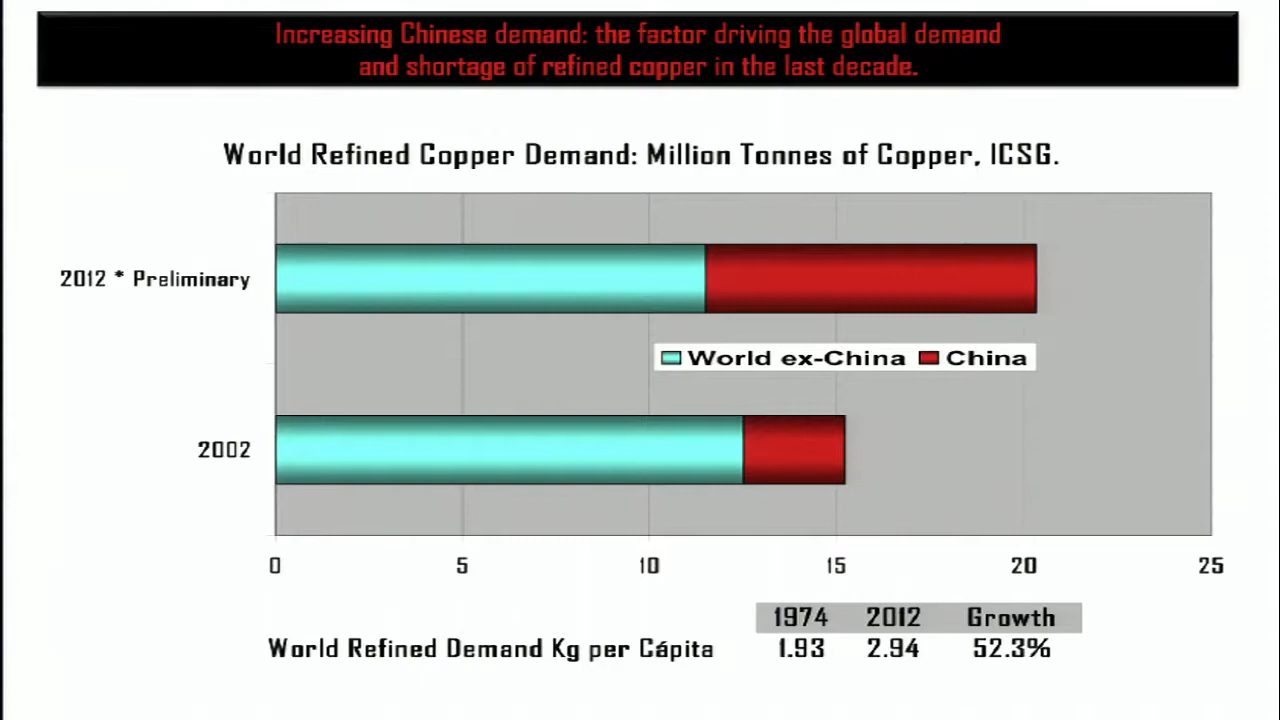 Increasing Chinese demand: the factor driving the global demand
and shortage of refined copper in the last decade.
World Refined Copper Demand: Million Tonnes of Copper, ICSG.
2012 * Preliminary
World ex-China China
2002
0 5 10 15 20 25
1974 2012 Growth
World Refined Demand Kg per Cápita 1.93 2.94 52.3%